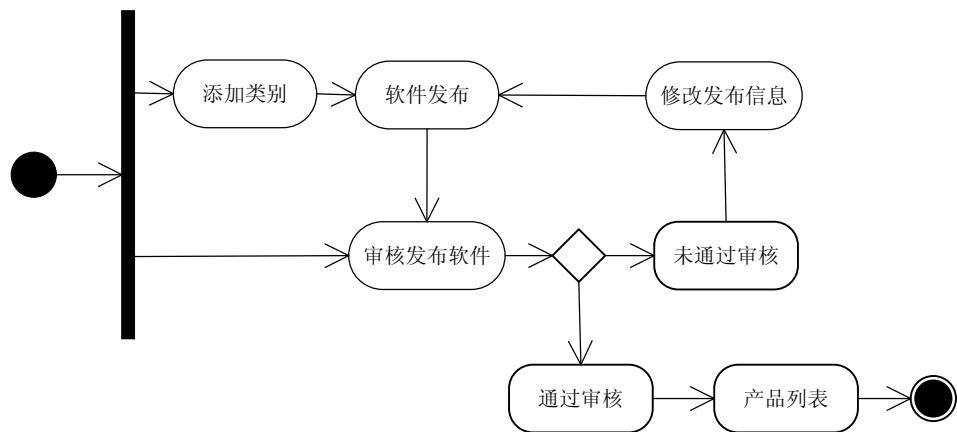 添加类别
软件发布
修改发布信息
审核发布软件
未通过审核
通过审核
产品列表